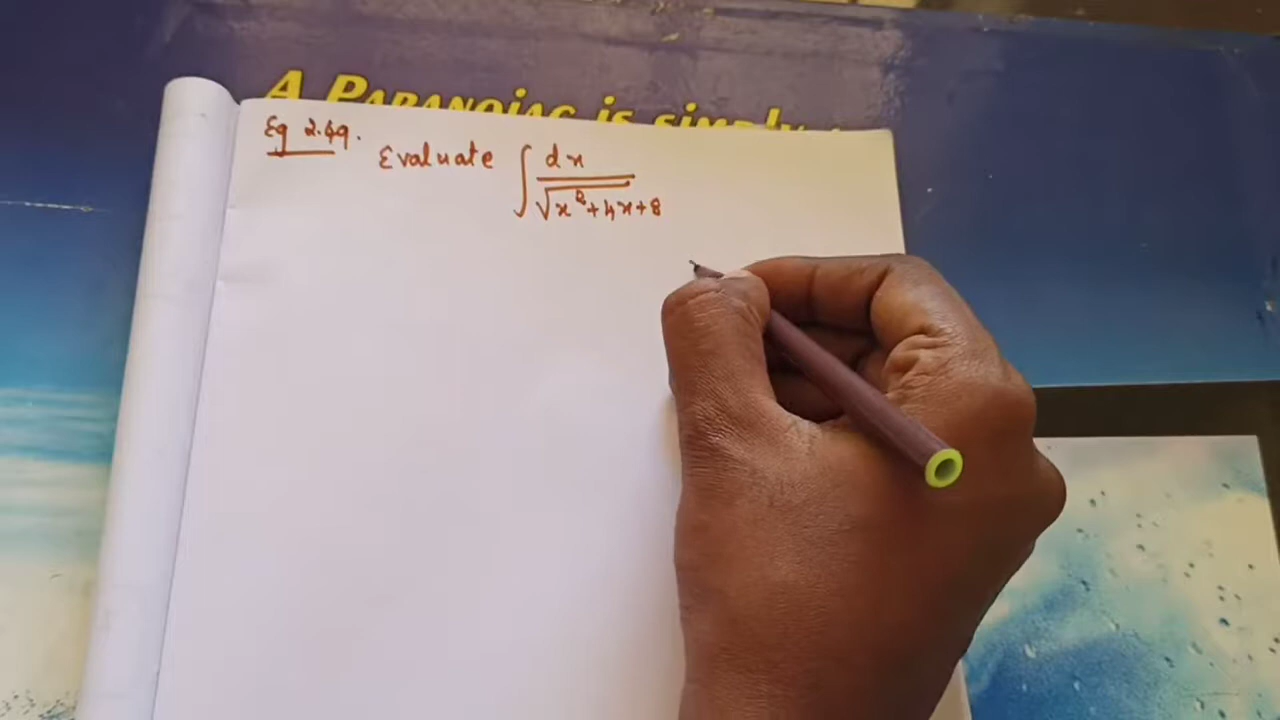 A PARANOIAC is simply
Eg 2.49.
Evaluate ∫ dx / √x²+4x+8